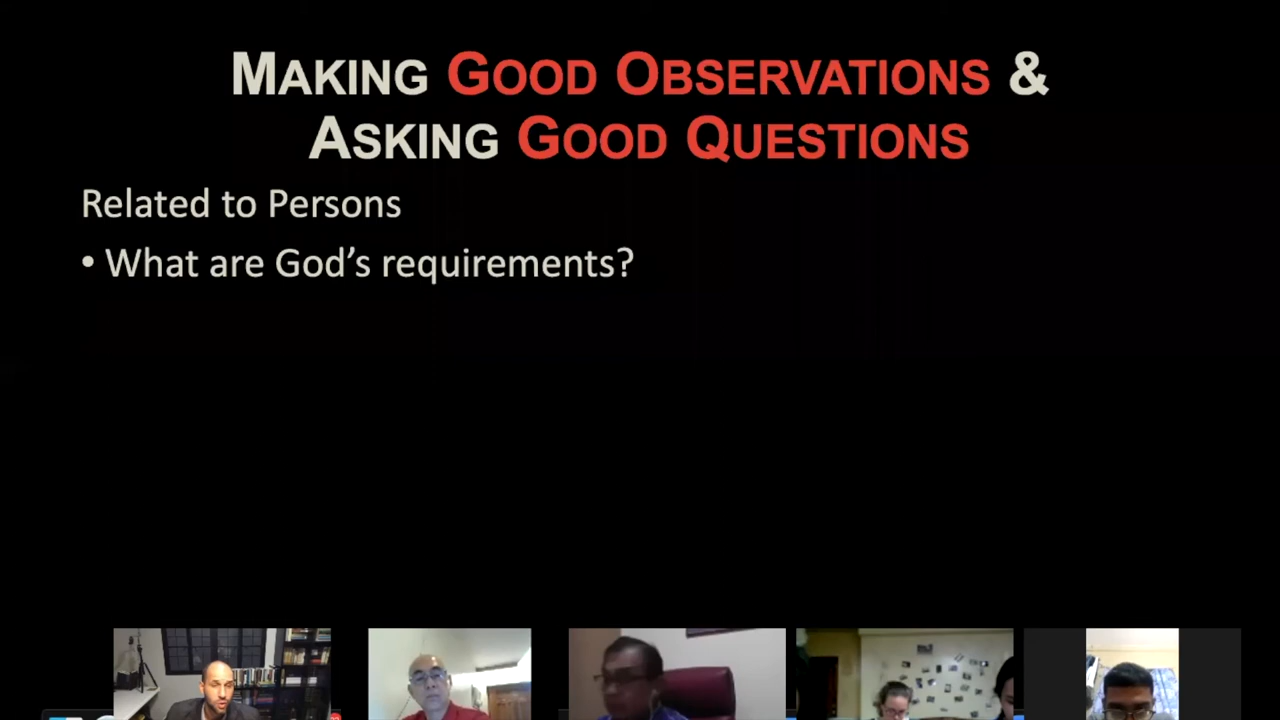 Making Good Observations &
Asking Good Questions
Related to Persons
• What are God’s requirements?